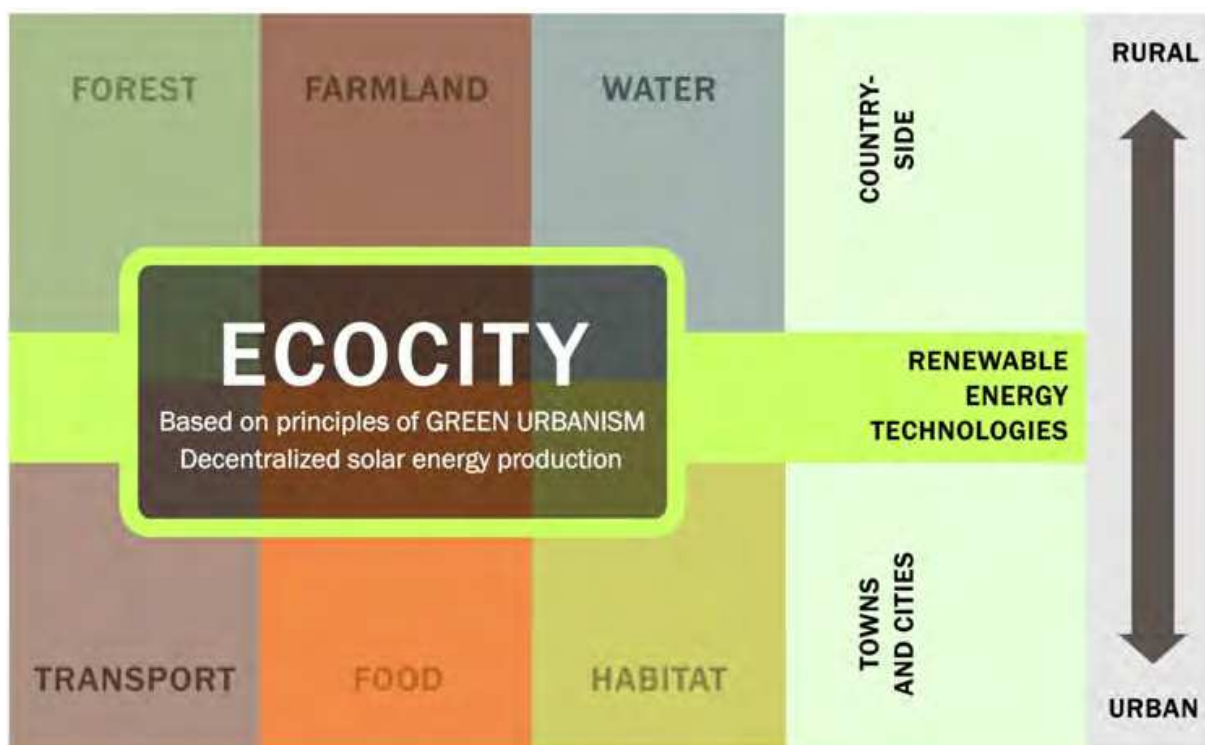 FOREST
FARMLAND
WATER
COUNTRY-
SIDE
RURAL
ECOCITY
Based on principles of GREEN URBANISM
Decentralized solar energy production
RENEWABLE
ENERGY
TECHNOLOGIES
TRANSPORT
FOOD
HABITAT
TOWNS
AND CITIES
URBAN